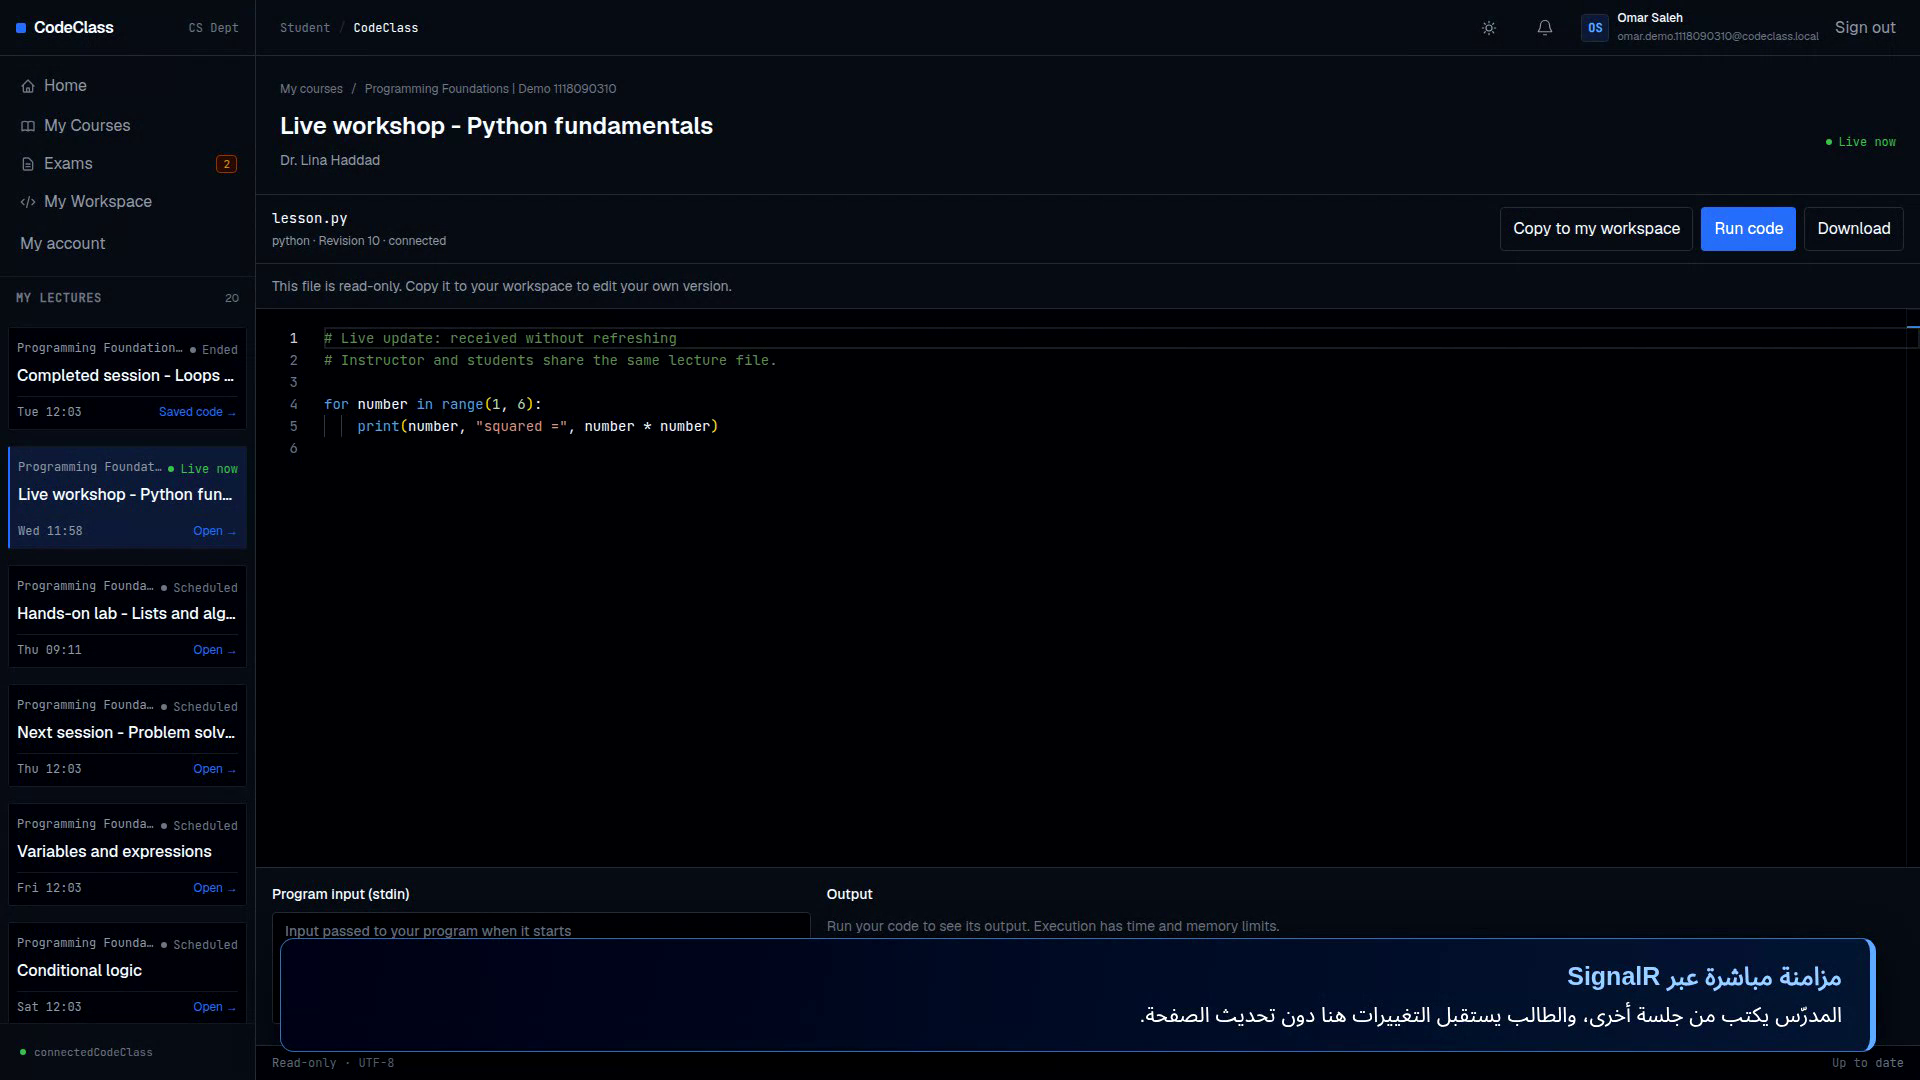 CodeClass
CS Dept
Student / CodeClass
OS
Omar Saleh
omar.demo.1118090310@codeclass.local
Sign out
Home
My Courses
Exams
2
My Workspace
My account
MY LECTURES
20
Programming Foundation…
Ended
Completed session - Loops …
Tue 12:03
Saved code →
Programming Foundat…
Live now
Live workshop - Python fun…
Wed 11:58
Open →
Programming Founda…
Scheduled
Hands-on lab - Lists and alg…
Thu 09:11
Open →
Programming Founda…
Scheduled
Next session - Problem solv…
Thu 12:03
Open →
Programming Founda…
Scheduled
Variables and expressions
Fri 12:03
Open →
Programming Founda…
Scheduled
Conditional logic
Sat 12:03
Open →
connectedCodeClass
My courses / Programming Foundations | Demo 1118090310
Live workshop - Python fundamentals
Dr. Lina Haddad
Live now
lesson.py
python · Revision 10 · connected
Copy to my workspace
Run code
Download
This file is read-only. Copy it to your workspace to edit your own version.
1 # Live update: received without refreshing
2 # Instructor and students share the same lecture file.
3
4 for number in range(1, 6):
5     print(number, "squared =", number * number)
6
Program input (stdin)
Input passed to your program when it starts
Output
Run your code to see its output. Execution has time and memory limits.
مزامنة مباشرة عبر SignalR
المدرّس يكتب من جلسة أخرى، والطالب يستقبل التغييرات هنا دون تحديث الصفحة.
Read-only · UTF-8
Up to date